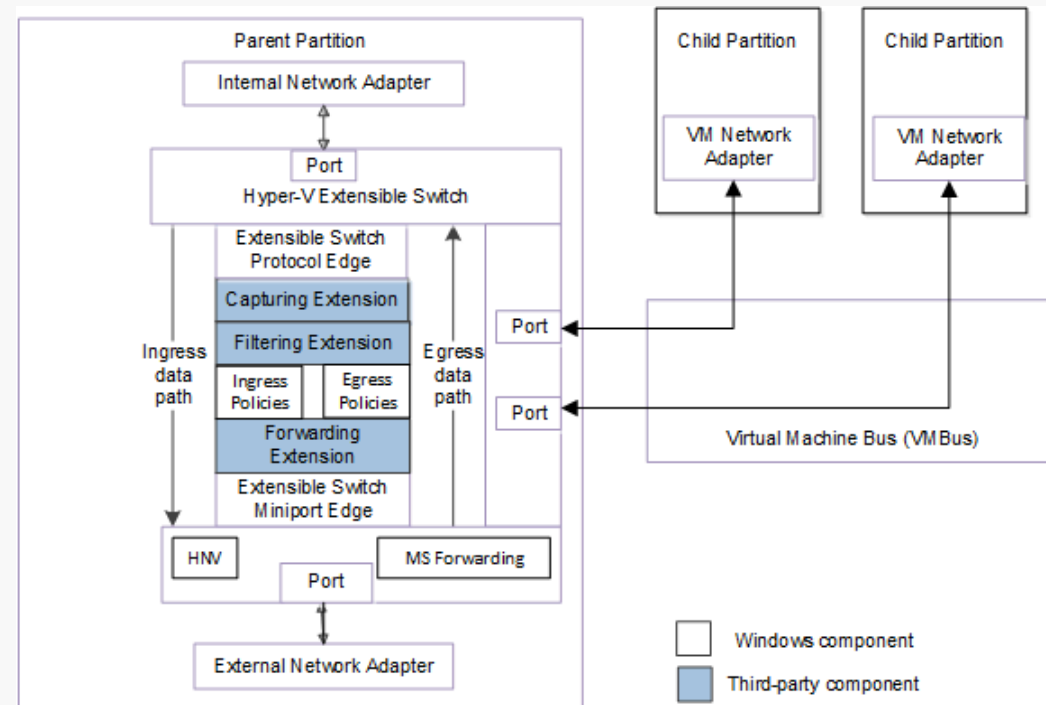 Parent Partition
Internal Network Adapter
Port
Hyper-V Extensible Switch
Extensible Switch
Protocol Edge
Capturing Extension
Filtering Extension
Ingress
data
path
Ingress
Policies
Egress
Policies
Egress
data
path
Forwarding
Extension
Extensible Switch
Miniport Edge
HNV
MS Forwarding
Port
External Network Adapter
Port
Port
Child Partition
VM Network
Adapter
Child Partition
VM Network
Adapter
Virtual Machine Bus (VMBus)
Windows component
Third-party component